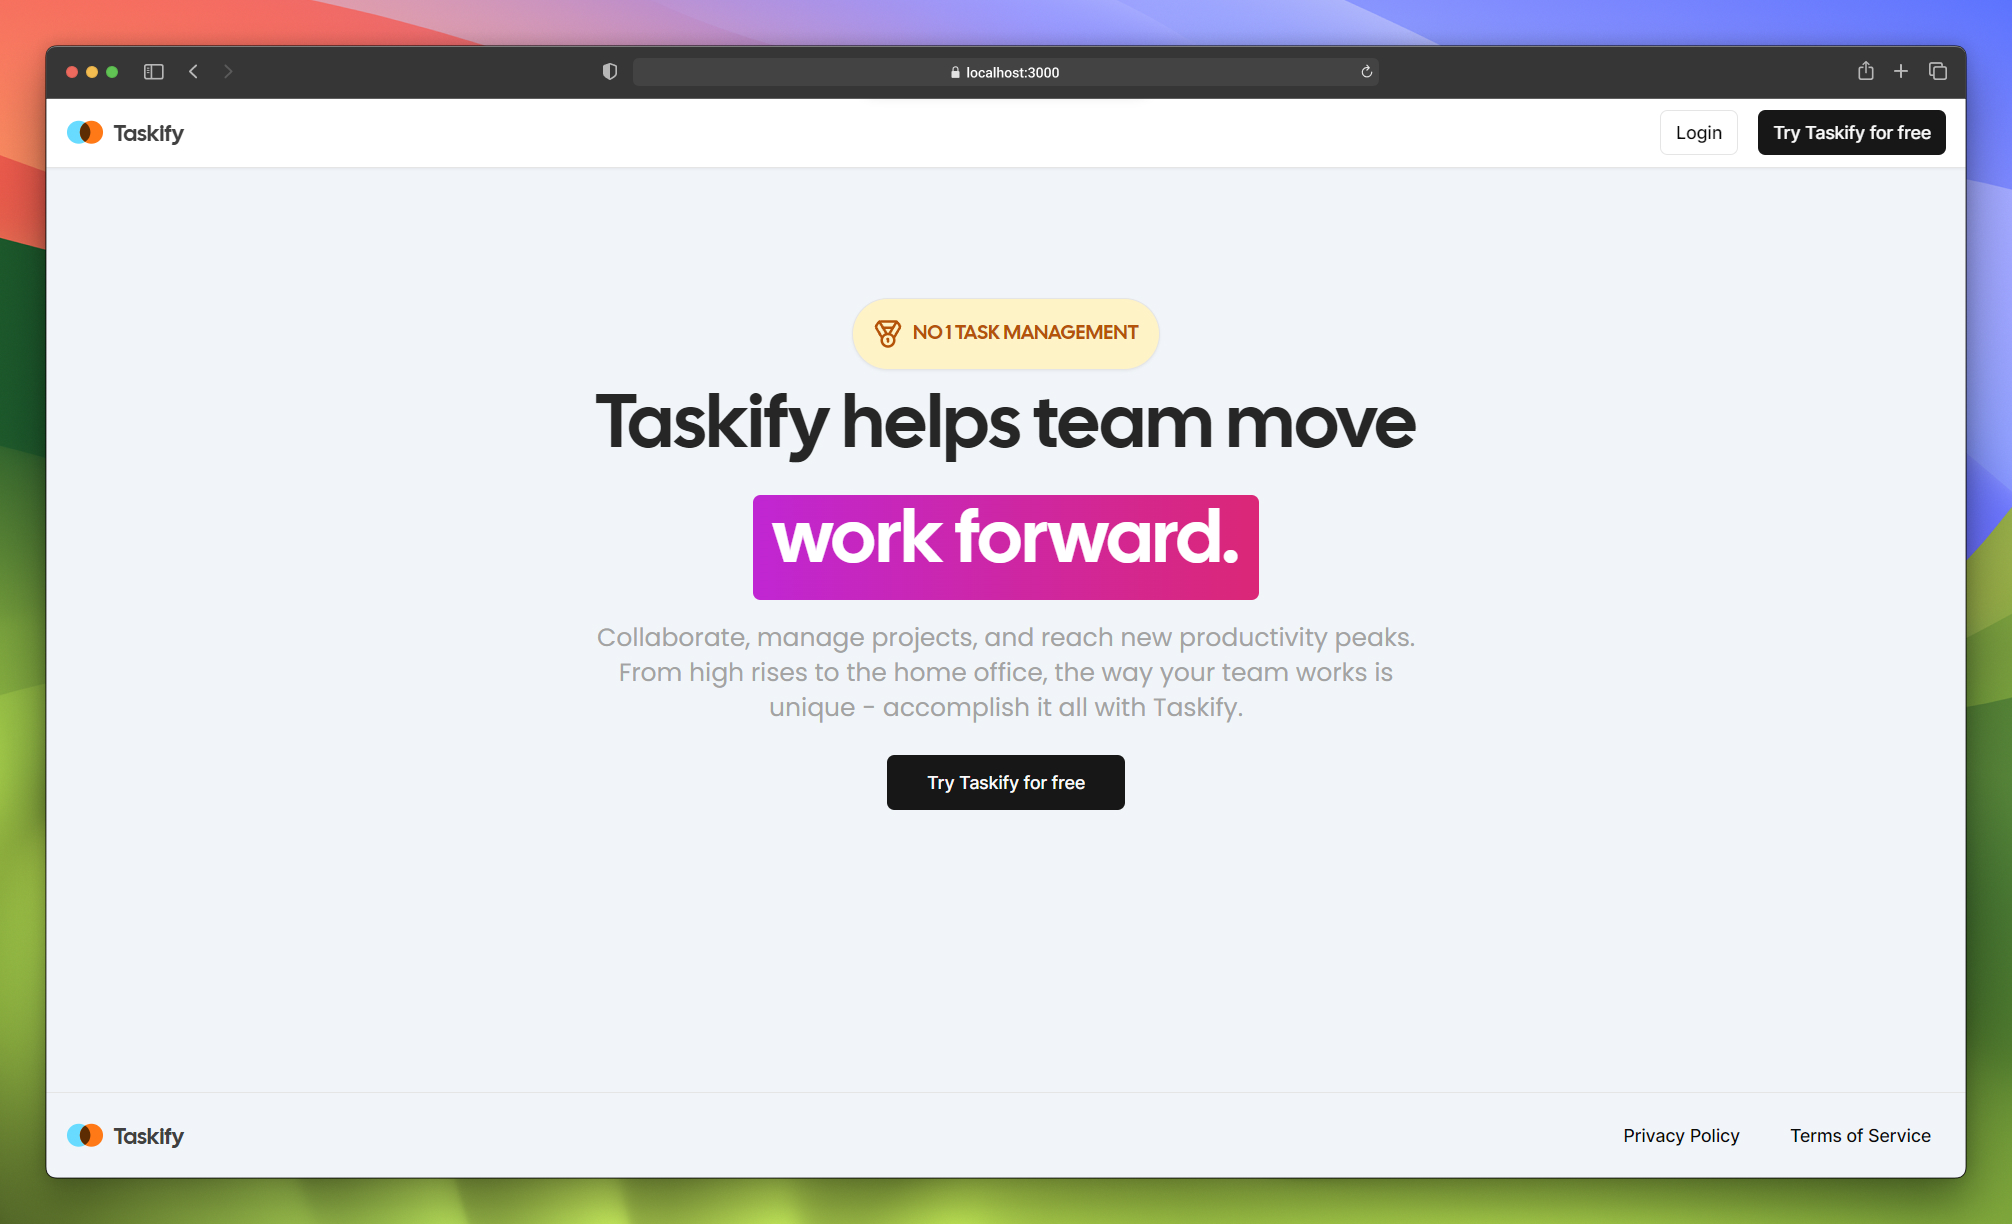 localhost:3000
Taskify
Login
Try Taskify for free
NO 1 TASK MANAGEMENT
Taskify helps team move
work forward.
Collaborate, manage projects, and reach new productivity peaks.
From high rises to the home office, the way your team works is
unique - accomplish it all with Taskify.
Try Taskify for free
Taskify
Privacy Policy
Terms of Service